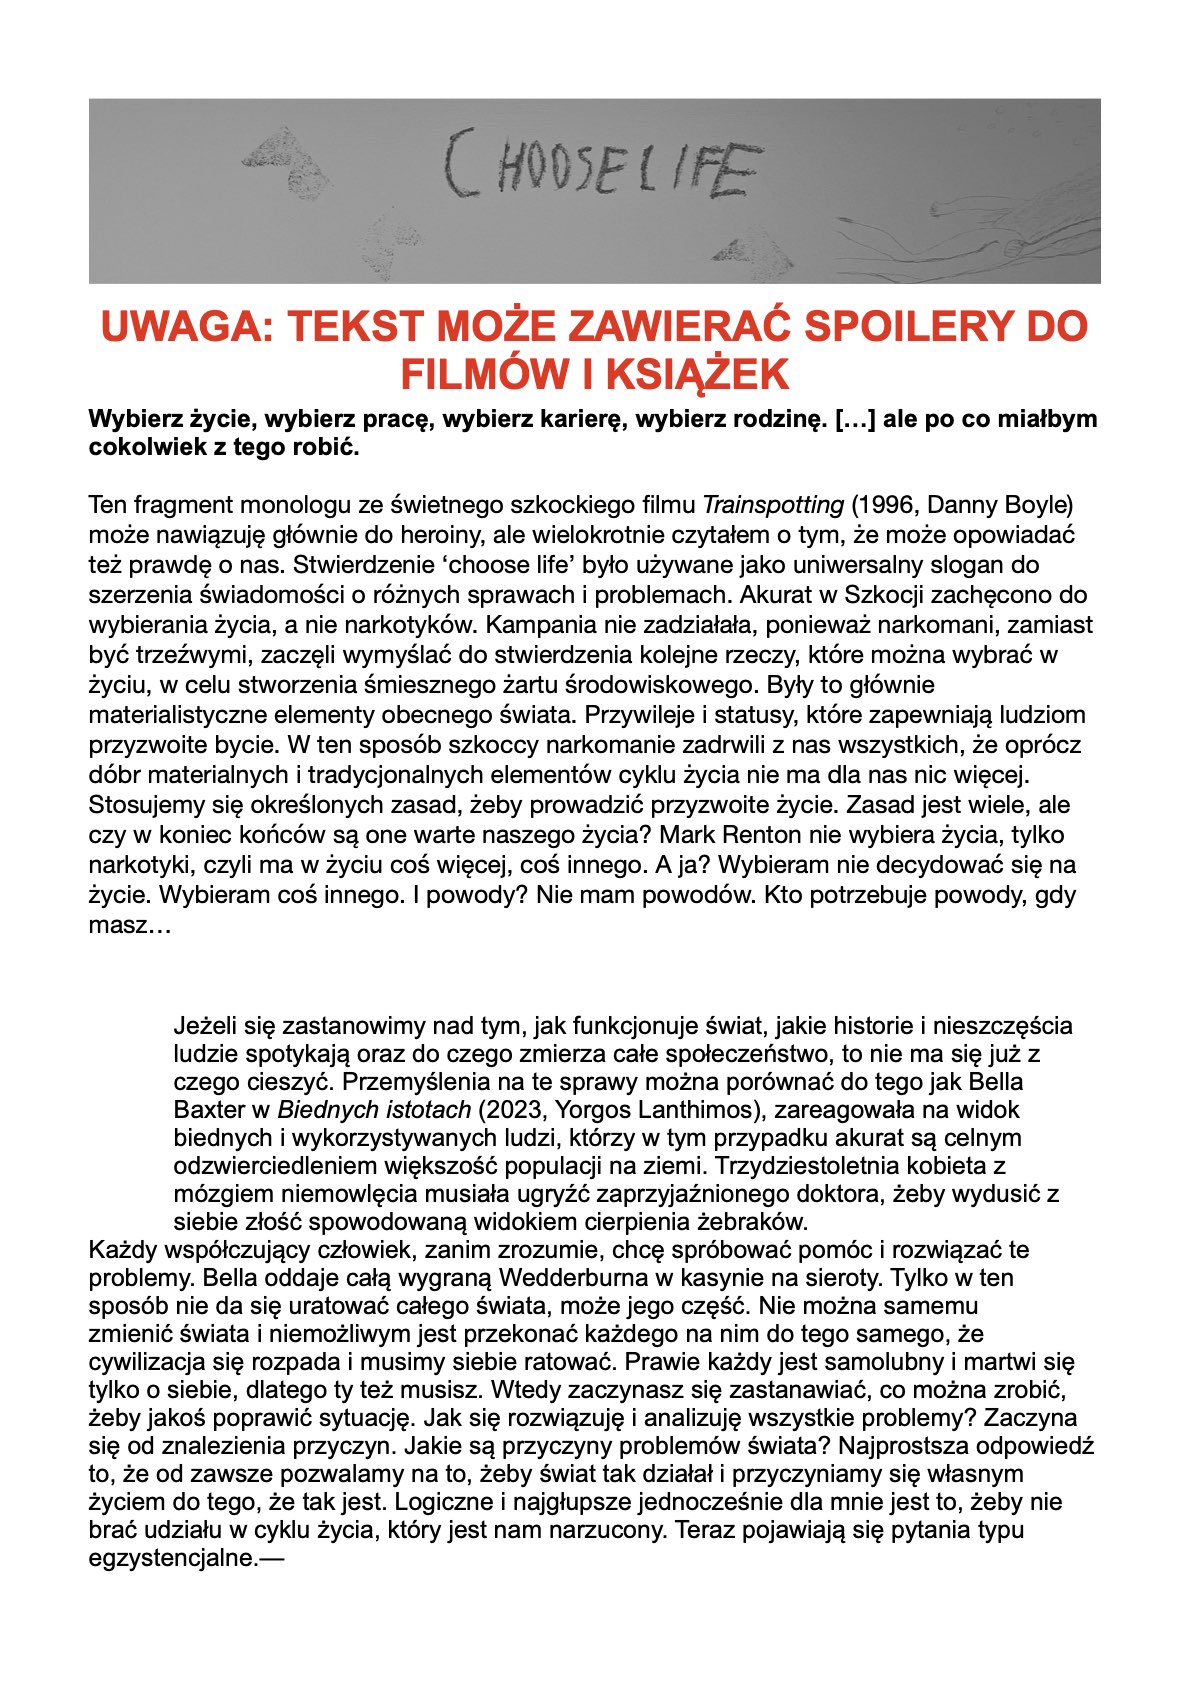 CHOOSE LIFE
UWAGA: TEKST MOŻE ZAWIERAĆ SPOILERY DO
FILMÓW I KSIĄŻEK
Wybierz życie, wybierz pracę, wybierz karierę, wybierz rodzinę. […] ale po co miałbym
cokolwiek z tego robić.
Ten fragment monologu ze świetnego szkockiego filmu Trainspotting (1996, Danny Boyle)
może nawiązuję głównie do heroiny, ale wielokrotnie czytałem o tym, że może opowiadać
też prawdę o nas. Stwierdzenie ‘choose life’ było używane jako uniwersalny slogan do
szerzenia świadomości o różnych sprawach i problemach. Akurat w Szkocji zachęcono do
wybierania życia, a nie narkotyków. Kampania nie zadziałała, ponieważ narkomani, zamiast
być trzeźwymi, zaczęli wymyślać do stwierdzenia kolejne rzeczy, które można wybrać w
życiu, w celu stworzenia śmiesznego żartu środowiskowego. Były to głównie
materialistyczne elementy obecnego świata. Przywileje i statusy, które zapewniają ludziom
przyzwoite bycie. W ten sposób szkoccy narkomanie zadrwili z nas wszystkich, że oprócz
dóbr materialnych i tradycjonalnych elementów cyklu życia nie ma dla nas nic więcej.
Stosujemy się określonych zasad, żeby prowadzić przyzwoite życie. Zasad jest wiele, ale
czy w koniec końców są one warte naszego życia? Mark Renton nie wybiera życia, tylko
narkotyki, czyli ma w życiu coś więcej, coś innego. A ja? Wybieram nie decydować się na
życie. Wybieram coś innego. I powody? Nie mam powodów. Kto potrzebuje powody, gdy
masz…
Jeżeli się zastanowimy nad tym, jak funkcjonuje świat, jakie historie i nieszczęścia
ludzie spotykają oraz do czego zmierza całe społeczeństwo, to nie ma się już z
czego cieszyć. Przemyślenia na te sprawy można porównać do tego jak Bella
Baxter w Biednych istotach (2023, Yorgos Lanthimos), zareagowała na widok
biednych i wykorzystywanych ludzi, którzy w tym przypadku akurat są celnym
odzwierciedleniem większość populacji na ziemi. Trzydziestoletnia kobieta z
mózgiem niemowlęcia musiała ugryźć zaprzyjaźnionego doktora, żeby wydusić z
siebie złość spowodowaną widokiem cierpienia żebraków.
Każdy współczujący człowiek, zanim zrozumie, chcę spróbować pomóc i rozwiązać te
problemy. Bella oddaje całą wygraną Wedderburna w kasynie na sieroty. Tylko w ten
sposób nie da się uratować całego świata, może jego część. Nie można samemu
zmienić świata i niemożliwym jest przekonać każdego na nim do tego samego, że
cywilizacja się rozpada i musimy siebie ratować. Prawie każdy jest samolubny i martwi się
tylko o siebie, dlatego ty też musisz. Wtedy zaczynasz się zastanawiać, co można zrobić,
żeby jakoś poprawić sytuację. Jak się rozwiązuję i analizuję wszystkie problemy? Zaczyna
się od znalezienia przyczyn. Jakie są przyczyny problemów świata? Najprostsza odpowiedź
to, że od zawsze pozwalamy na to, żeby świat tak działał i przyczyniamy się własnym
życiem do tego, że tak jest. Logiczne i najgłupsze jednocześnie dla mnie jest to, żeby nie
brać udziału w cyklu życia, który jest nam narzucony. Teraz pojawiają się pytania typu
egzystencjalne.—